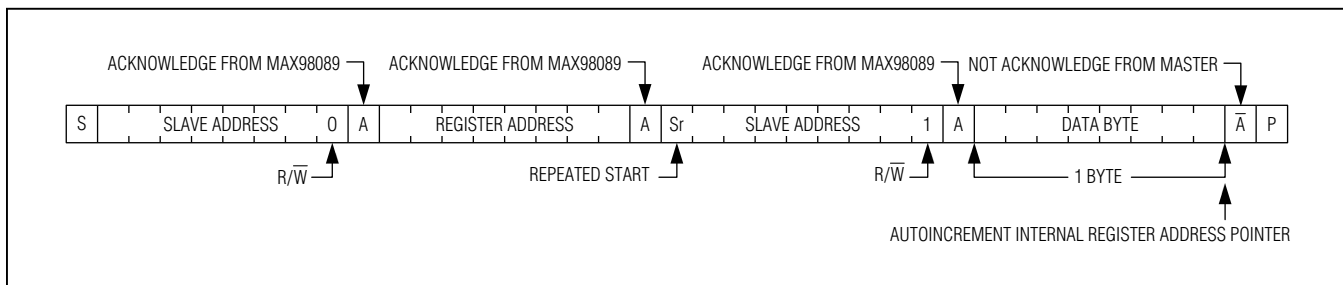 ACKNOWLEDGE FROM MAX98089 ACKNOWLEDGE FROM MAX98089 ACKNOWLEDGE FROM MAX98089 NOT ACKNOWLEDGE FROM MASTER
S SLAVE ADDRESS 0 A REGISTER ADDRESS A Sr SLAVE ADDRESS 1 A DATA BYTE A̅ P
R/W̅ REPEATED START R/W̅ 1 BYTE
AUTOINCREMENT INTERNAL REGISTER ADDRESS POINTER